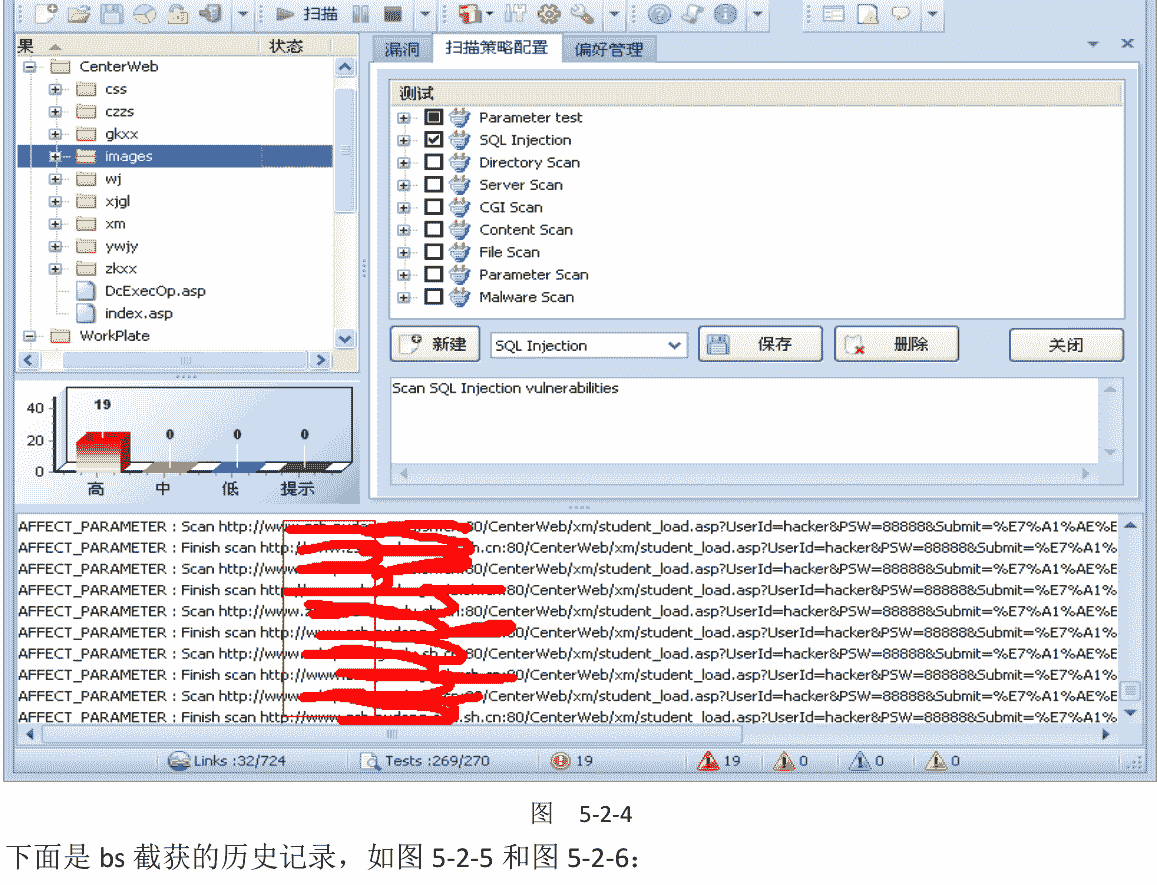 扫描
果 状态
CenterWeb
css
czzs
gkxx
images
wj
xjgl
xm
ywjy
zkxx
DcExecOp.asp
index.asp
WorkPlate
漏洞 扫描策略配置 偏好管理
测试
Parameter test
SQL Injection
Directory Scan
Server Scan
CGI Scan
Content Scan
File Scan
Parameter Scan
Malware Scan
新建 SQL Injection 保存 删除 关闭
Scan SQL Injection vulnerabilities
40
20
0
19 0 0 0
高 中 低 提示
AFFECT_PARAMETER : Scan http://www :80/CenterWeb/xm/student_load.asp?UserId=hacker&PSW=88888&Submit=%E7%A1%AE%E
AFFECT_PARAMETER : Finish scan http:/ h.cn:80/CenterWeb/xm/student_load.asp?UserId=hacker&PSW=88888&Submit=%E7%A1%
AFFECT_PARAMETER : Scan http://www 80/CenterWeb/xm/student_load.asp?UserId=hacker&PSW=88888&Submit=%E7%A1%AE%E
AFFECT_PARAMETER : Finish scan http :80/CenterWeb/xm/student_load.asp?UserId=hacker&PSW=88888&Submit=%E7%A1%
AFFECT_PARAMETER : Scan http://www. :80/CenterWeb/xm/student_load.asp?UserId=hacker&PSW=88888&Submit=%E7%A1%AE%E
AFFECT_PARAMETER : Finish scan http://w 0/CenterWeb/xm/student_load.asp?UserId=hacker&PSW=88888&Submit=%E7%A1%
AFFECT_PARAMETER : Scan http://www 80/CenterWeb/xm/student_load.asp?UserId=hacker&PSW=88888&Submit=%E7%A1%AE%E
AFFECT_PARAMETER : Finish scan http://www :80/CenterWeb/xm/student_load.asp?UserId=hacker&PSW=88888&Submit=%E7%A1%
AFFECT_PARAMETER : Scan http://www 80/CenterWeb/xm/student_load.asp?UserId=hacker&PSW=88888&Submit=%E7%A1%AE%E
AFFECT_PARAMETER : Finish scan http://www .sh.cn:80/CenterWeb/xm/student_load.asp?UserId=hacker&PSW=88888&Submit=%E7%A1%
Links :32/724 Tests :269/270 19 19 0 0 0
图 5-2-4
下面是 bs 截获的历史记录，如图 5-2-5 和图 5-2-6：